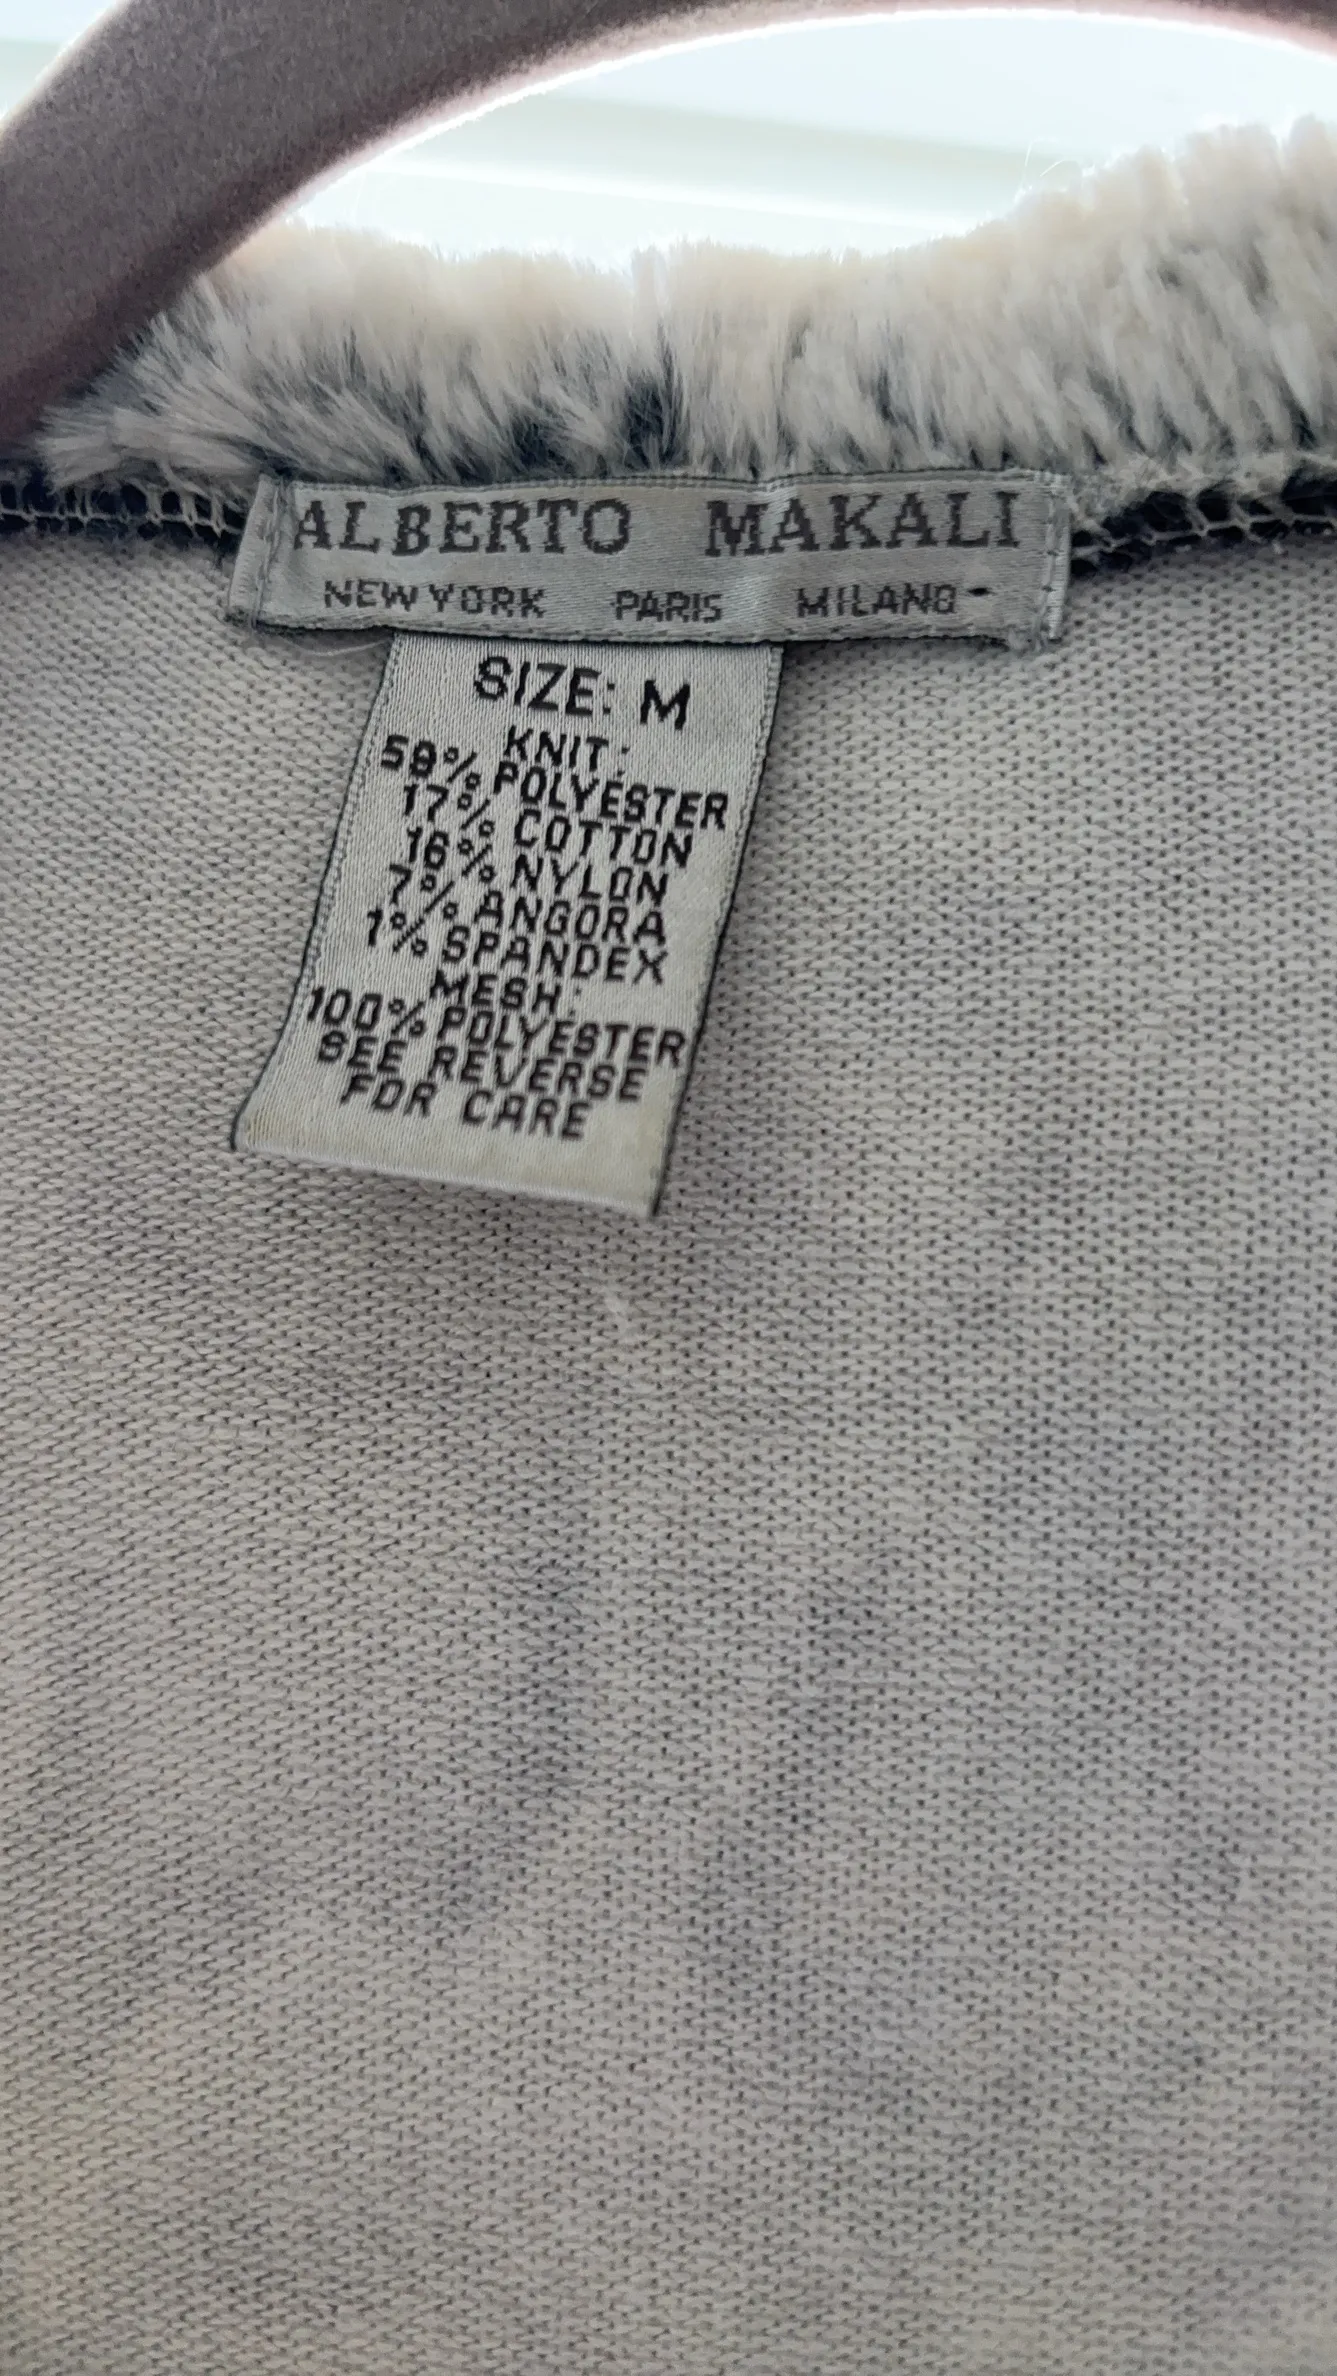 ALBERTO MAKALI
NEW YORK PARIS MILANO
SIZE: M
KNIT:
59% POLYESTER
17% COTTON
16% NYLON
7% ANGORA
1% SPANDEX
MESH:
100% POLYESTER
SEE REVERSE
FOR CARE